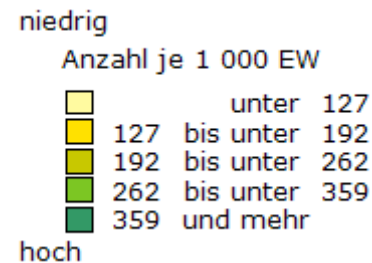 niedrig
Anzahl je 1 000 EW
unter 127
127 bis unter 192
192 bis unter 262
262 bis unter 359
359 und mehr
hoch